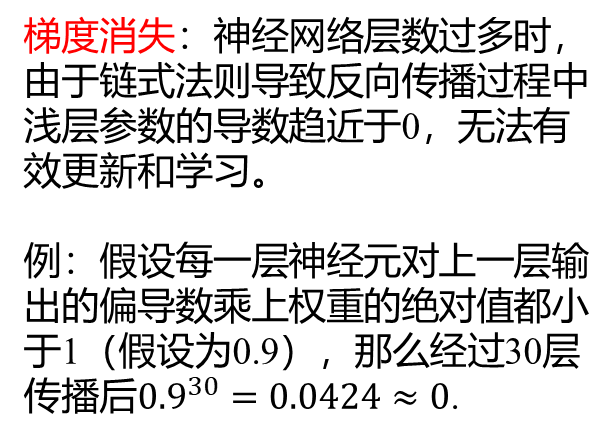 梯度消失：神经网络层数过多时，
由于链式法则导致反向传播过程中
浅层参数的导数趋近于0，无法有
效更新和学习。
例：假设每一层神经元对上一层输
出的偏导数乘上权重的绝对值都小
于1（假设为0.9），那么经过30层
传播后0.9³⁰ = 0.0424 ≈ 0.